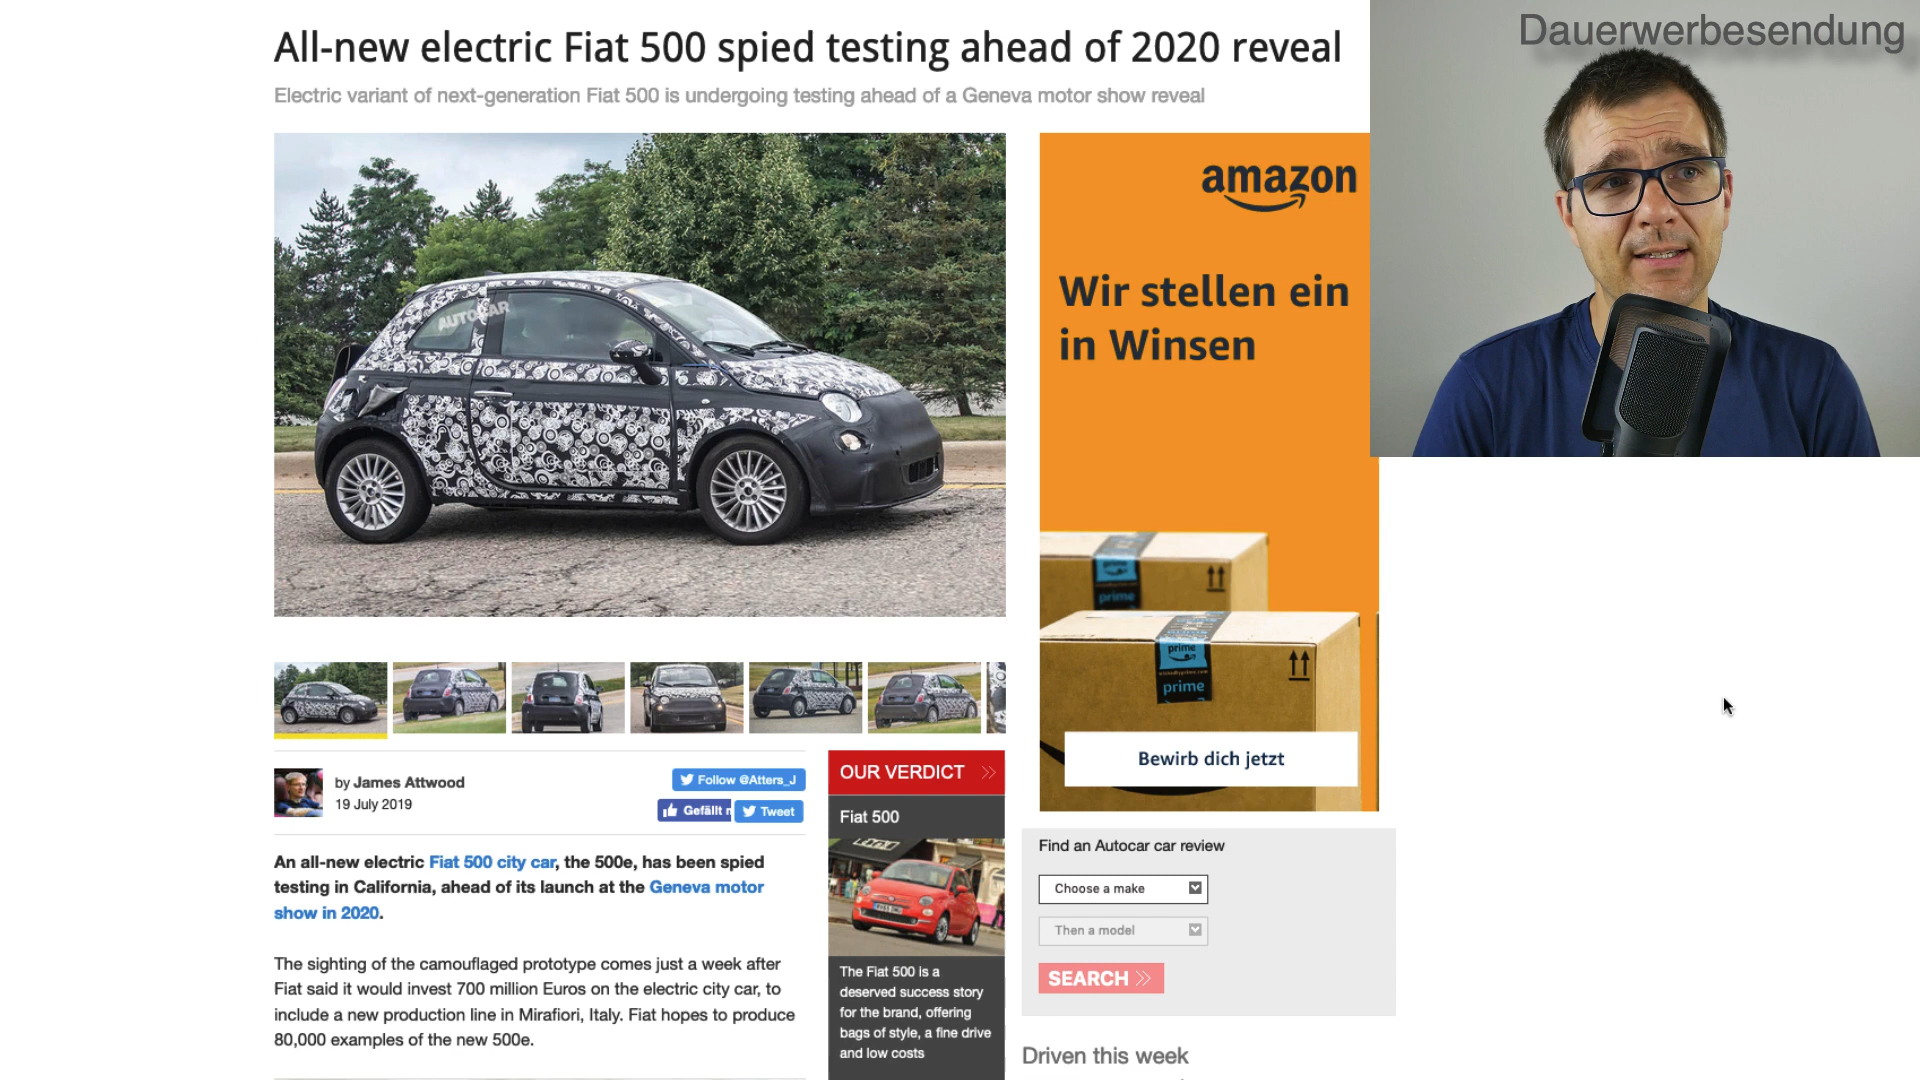 All-new electric Fiat 500 spied testing ahead of 2020 reveal
Electric variant of next-generation Fiat 500 is undergoing testing ahead of a Geneva motor show reveal
Dauerwerbesendung
AUTOCAR
amazon
Wir stellen ein
in Winsen
prime
prime
prime
prime
Bewirb dich jetzt
by James Attwood
19 July 2019
Follow @Atters_J
Gefällt
Tweet
An all-new electric Fiat 500 city car, the 500e, has been spied
testing in California, ahead of its launch at the Geneva motor
show in 2020.
The sighting of the camouflaged prototype comes just a week after
Fiat said it would invest 700 million Euros on the electric city car, to
include a new production line in Mirafiori, Italy. Fiat hopes to produce
80,000 examples of the new 500e.
OUR VERDICT
Fiat 500
The Fiat 500 is a
deserved success story
for the brand, offering
bags of style, a fine drive
and low costs
Find an Autocar car review
Choose a make
Then a model
SEARCH
Driven this week